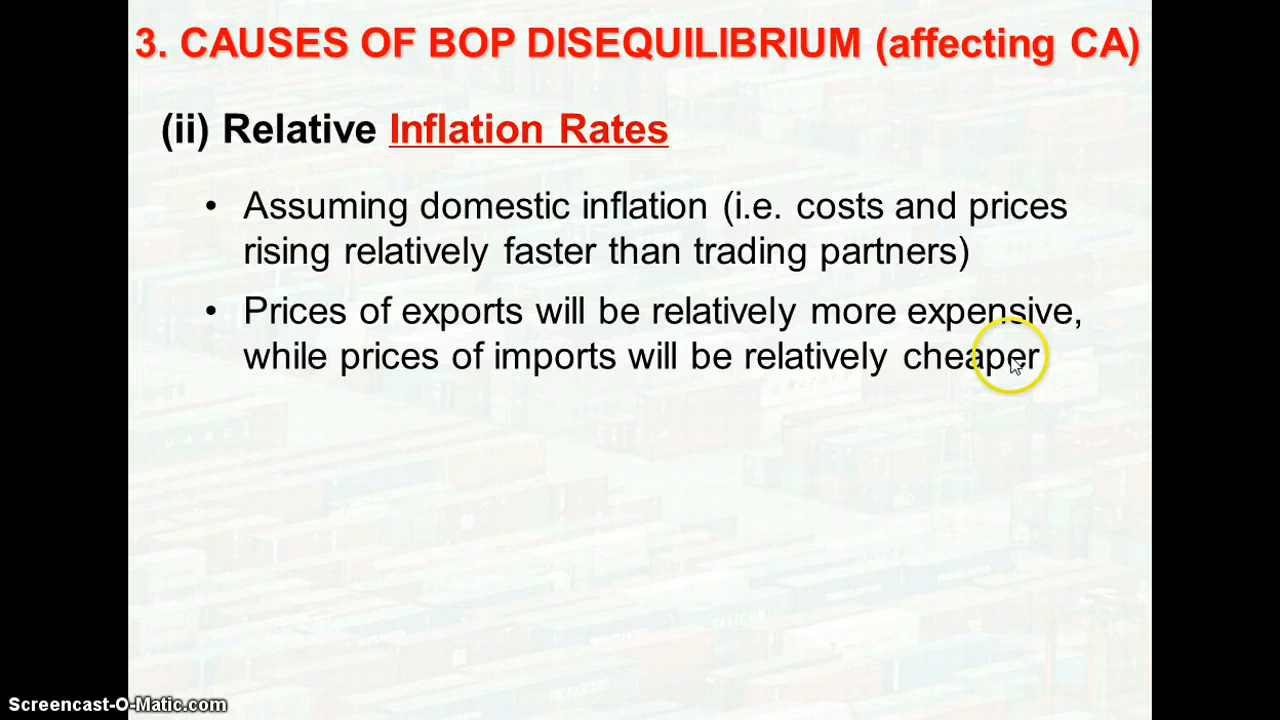 3. CAUSES OF BOP DISEQUILIBRIUM (affecting CA)
(ii) Relative Inflation Rates
• Assuming domestic inflation (i.e. costs and prices
rising relatively faster than trading partners)
• Prices of exports will be relatively more expensive,
while prices of imports will be relatively cheaper
Screencast-O-Matic.com